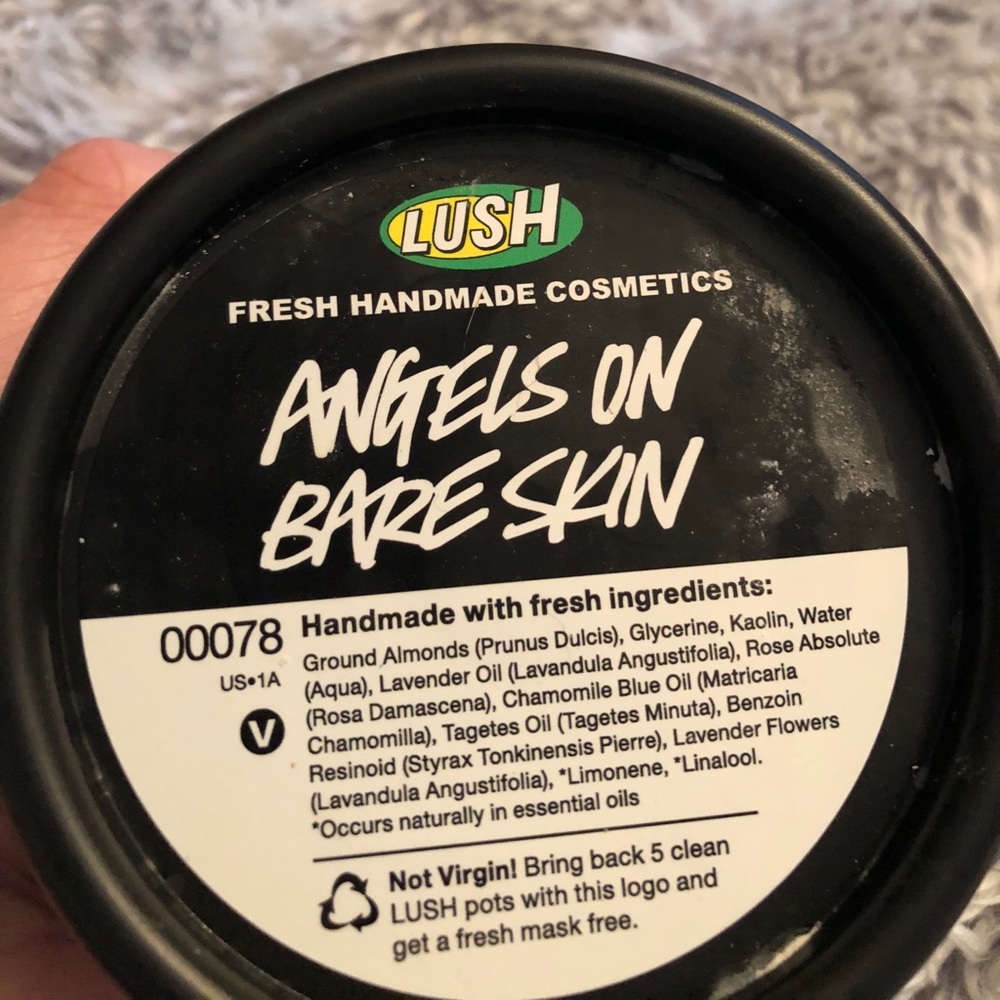 LUSH
FRESH HANDMADE COSMETICS
ANGELS ON
BARE SKIN
00078
US•1A
V
Handmade with fresh ingredients:
Ground Almonds (Prunus Dulcis), Glycerine, Kaolin, Water
(Aqua), Lavender Oil (Lavandula Angustifolia), Rose Absolute
(Rosa Damascena), Chamomile Blue Oil (Matricaria
Chamomilla), Tagetes Oil (Tagetes Minuta), Benzoin
Resinoid (Styrax Tonkinensis Pierre), Lavender Flowers
(Lavandula Angustifolia), *Limonene, *Linalool.
*Occurs naturally in essential oils
Not Virgin! Bring back 5 clean
LUSH pots with this logo and
get a fresh mask free.